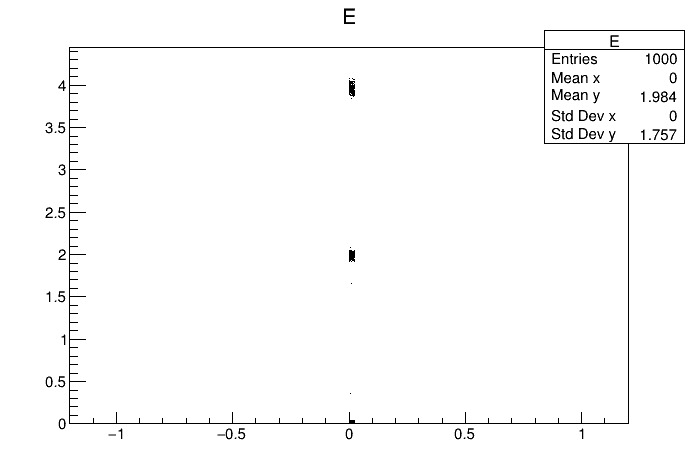 E
E
Entries 1000
Mean x 0
Mean y 1.984
Std Dev x 0
Std Dev y 1.757
4
3.5
3
2.5
2
1.5
1
0.5
0
−1 −0.5 0 0.5 1